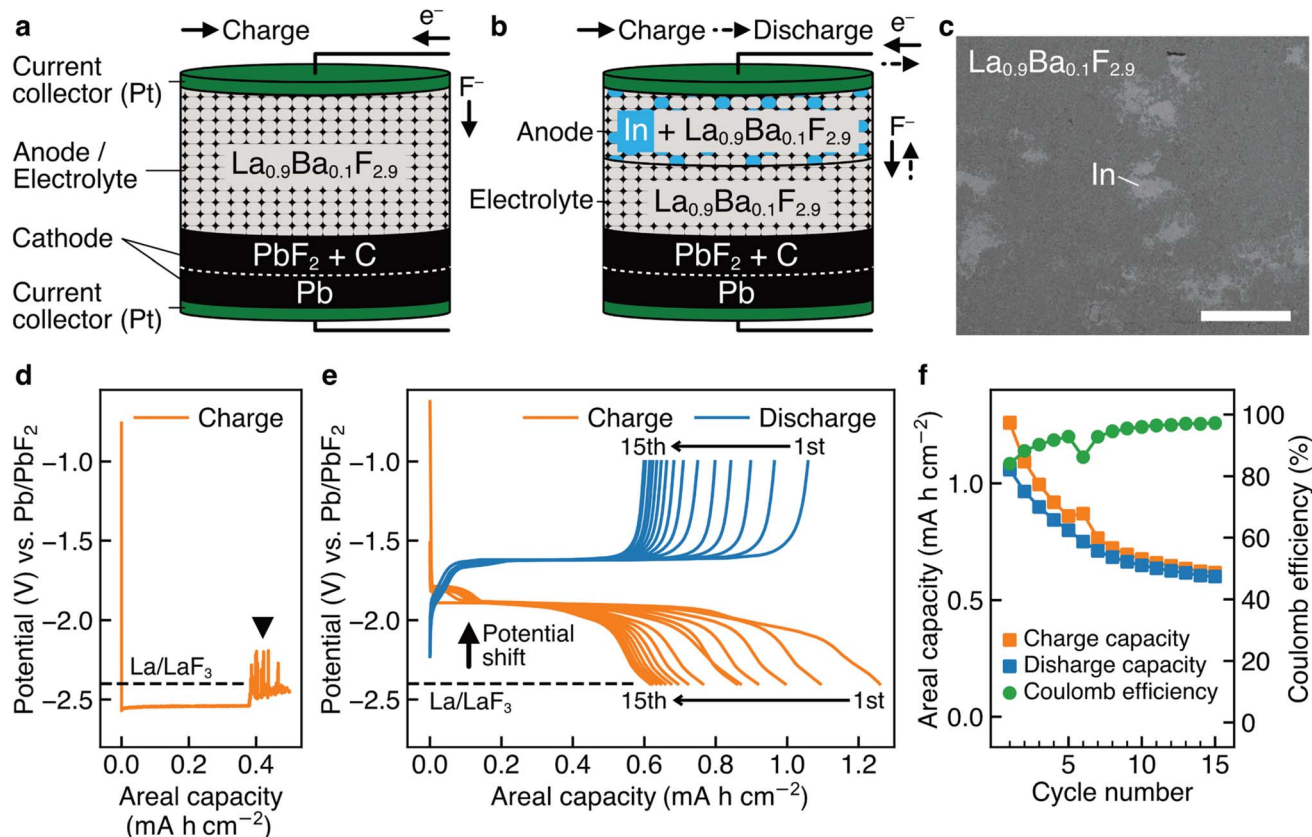 a
Charge
e⁻
Current
collector (Pt)
F⁻
Anode /
Electrolyte
La₀.₉Ba₀.₁F₂.₉
Cathode
PbF₂ + C
Pb
Current
collector (Pt)
b
Charge
Discharge
e⁻
Anode
In + La₀.₉Ba₀.₁F₂.₉
F⁻
Electrolyte
La₀.₉Ba₀.₁F₂.₉
PbF₂ + C
Pb
c
La₀.₉Ba₀.₁F₂.₉
In
d
Charge
Potential (V) vs. Pb/PbF₂
−1.0
−1.5
−2.0
−2.5
La/LaF₃
0.0 0.4
Areal capacity
(mA h cm⁻²)
e
Charge Discharge
15th 1st
Potential (V) vs. Pb/PbF₂
−1.0
−1.5
−2.0
−2.5
Potential
shift
La/LaF₃
15th 1st
0.0 0.2 0.4 0.6 0.8 1.0 1.2
Areal capacity (mA h cm⁻²)
f
Areal capacity (mA h cm⁻²)
1.0
0.5
0.0
Charge capacity
Disharge capacity
Coulomb efficiency
100
80
60
40
20
0
Coulomb efficiency (%)
5 10 15
Cycle number